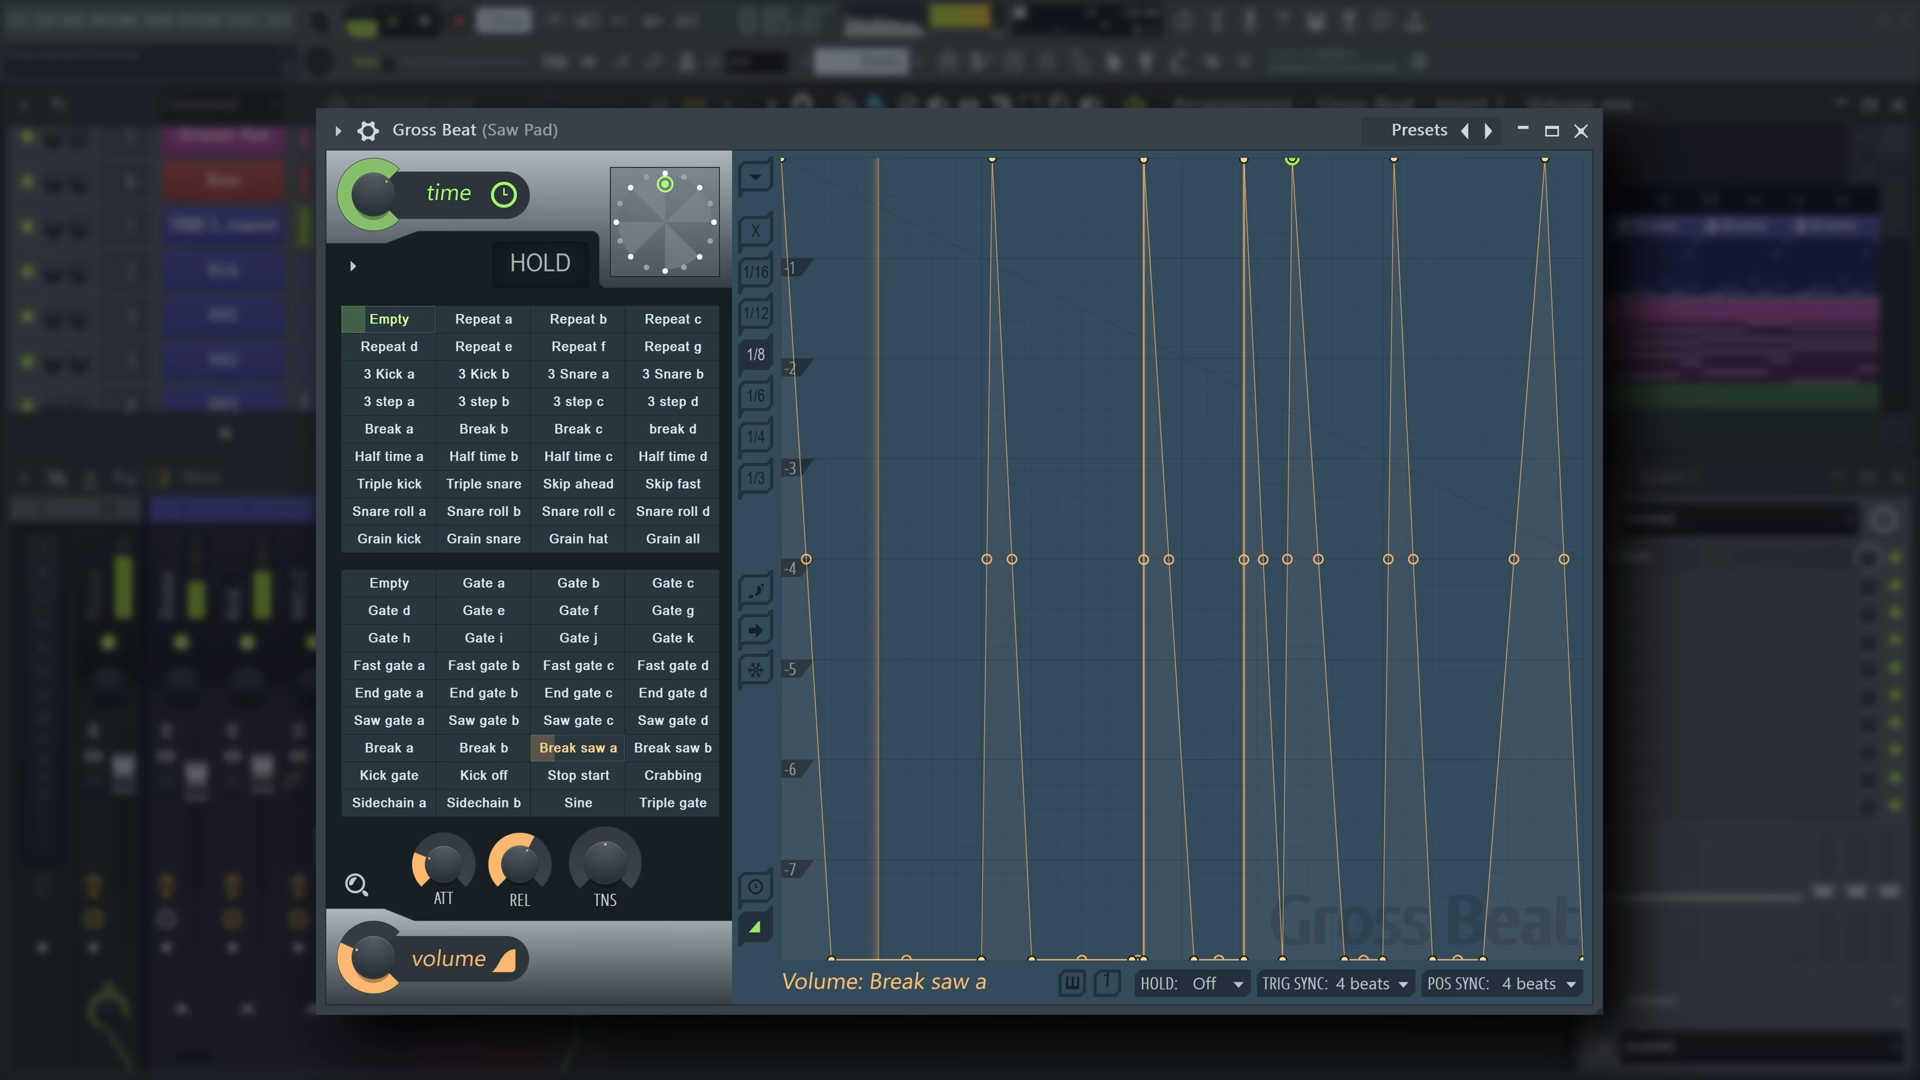 Gross Beat (Saw Pad)
Presets
time
HOLD
Empty Repeat a Repeat b Repeat c
Repeat d Repeat e Repeat f Repeat g
3 Kick a 3 Kick b 3 Snare a 3 Snare b
3 step a 3 step b 3 step c 3 step d
Break a Break b Break c break d
Half time a Half time b Half time c Half time d
Triple kick Triple snare Skip ahead Skip fast
Snare roll a Snare roll b Snare roll c Snare roll d
Grain kick Grain snare Grain hat Grain all
Empty Gate a Gate b Gate c
Gate d Gate e Gate f Gate g
Gate h Gate i Gate j Gate k
Fast gate a Fast gate b Fast gate c Fast gate d
End gate a End gate b End gate c End gate d
Saw gate a Saw gate b Saw gate c Saw gate d
Break a Break b Break saw a Break saw b
Kick gate Kick off Stop start Crabbing
Sidechain a Sidechain b Sine Triple gate
ATT REL TNS
volume
X
1/16
1/12
1/8
1/6
1/4
1/3
-1
-2
-3
-4
-5
-6
-7
Gross Beat
Volume: Break saw a
HOLD: Off
TRIG SYNC: 4 beats
POS SYNC: 4 beats